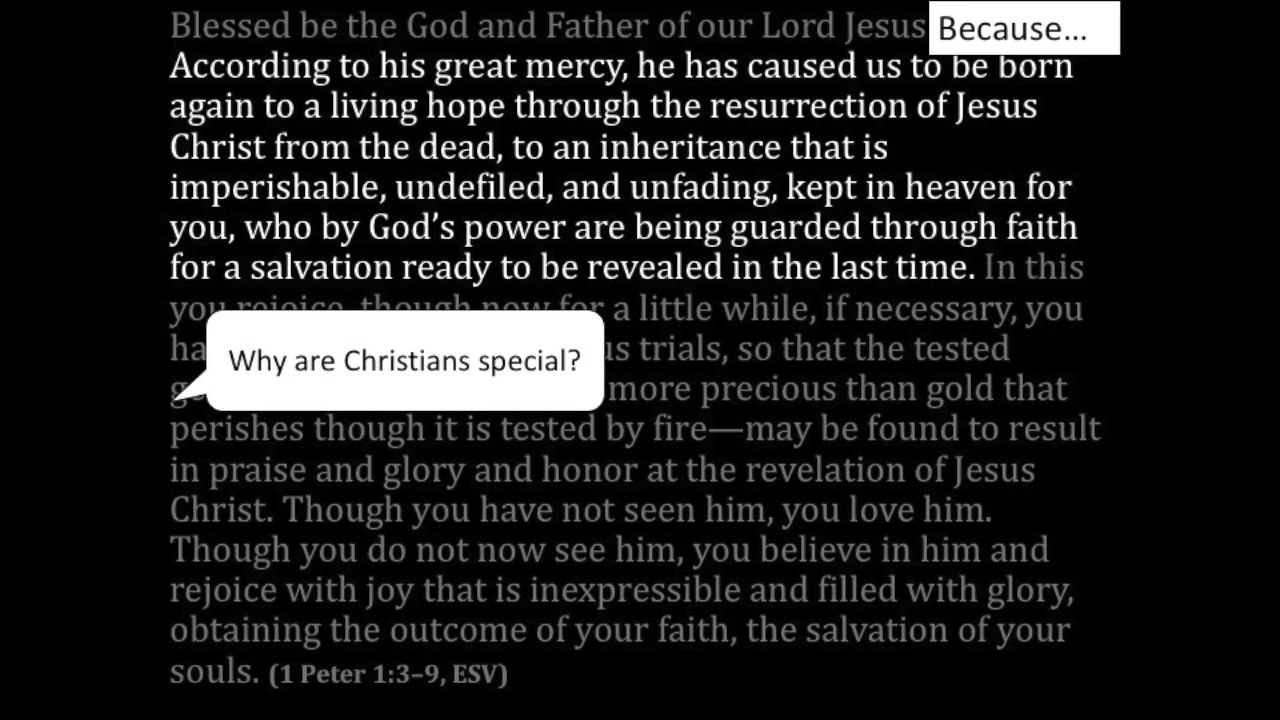 Blessed be the God and Father of our Lord Jesus Because...
According to his great mercy, he has caused us to be born
again to a living hope through the resurrection of Jesus
Christ from the dead, to an inheritance that is
imperishable, undefiled, and unfading, kept in heaven for
you, who by God’s power are being guarded through faith
for a salvation ready to be revealed in the last time. In this
you rejoice, though now for a little while, if necessary, you
trials, so that the tested
Why are Christians special?
more precious than gold that
perishes though it is tested by fire—may be found to result
in praise and glory and honor at the revelation of Jesus
Christ. Though you have not seen him, you love him.
Though you do not now see him, you believe in him and
rejoice with joy that is inexpressible and filled with glory,
obtaining the outcome of your faith, the salvation of your
souls. (1 Peter 1:3–9, ESV)